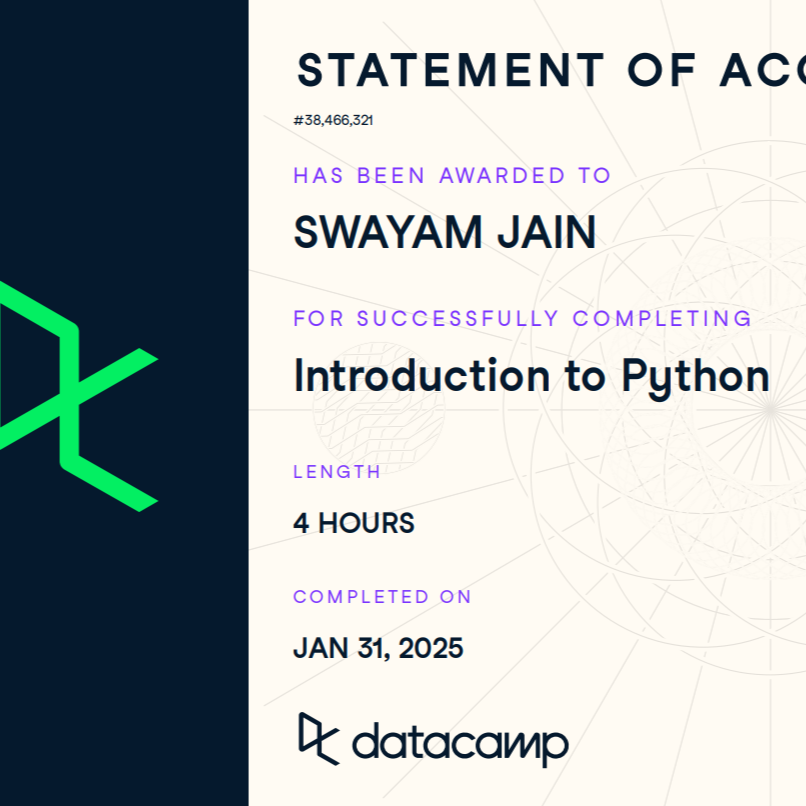 STATEMENT OF ACC
#38,466,321
HAS BEEN AWARDED TO
SWAYAM JAIN
FOR SUCCESSFULLY COMPLETING
Introduction to Python
LENGTH
4 HOURS
COMPLETED ON
JAN 31, 2025
datacamp